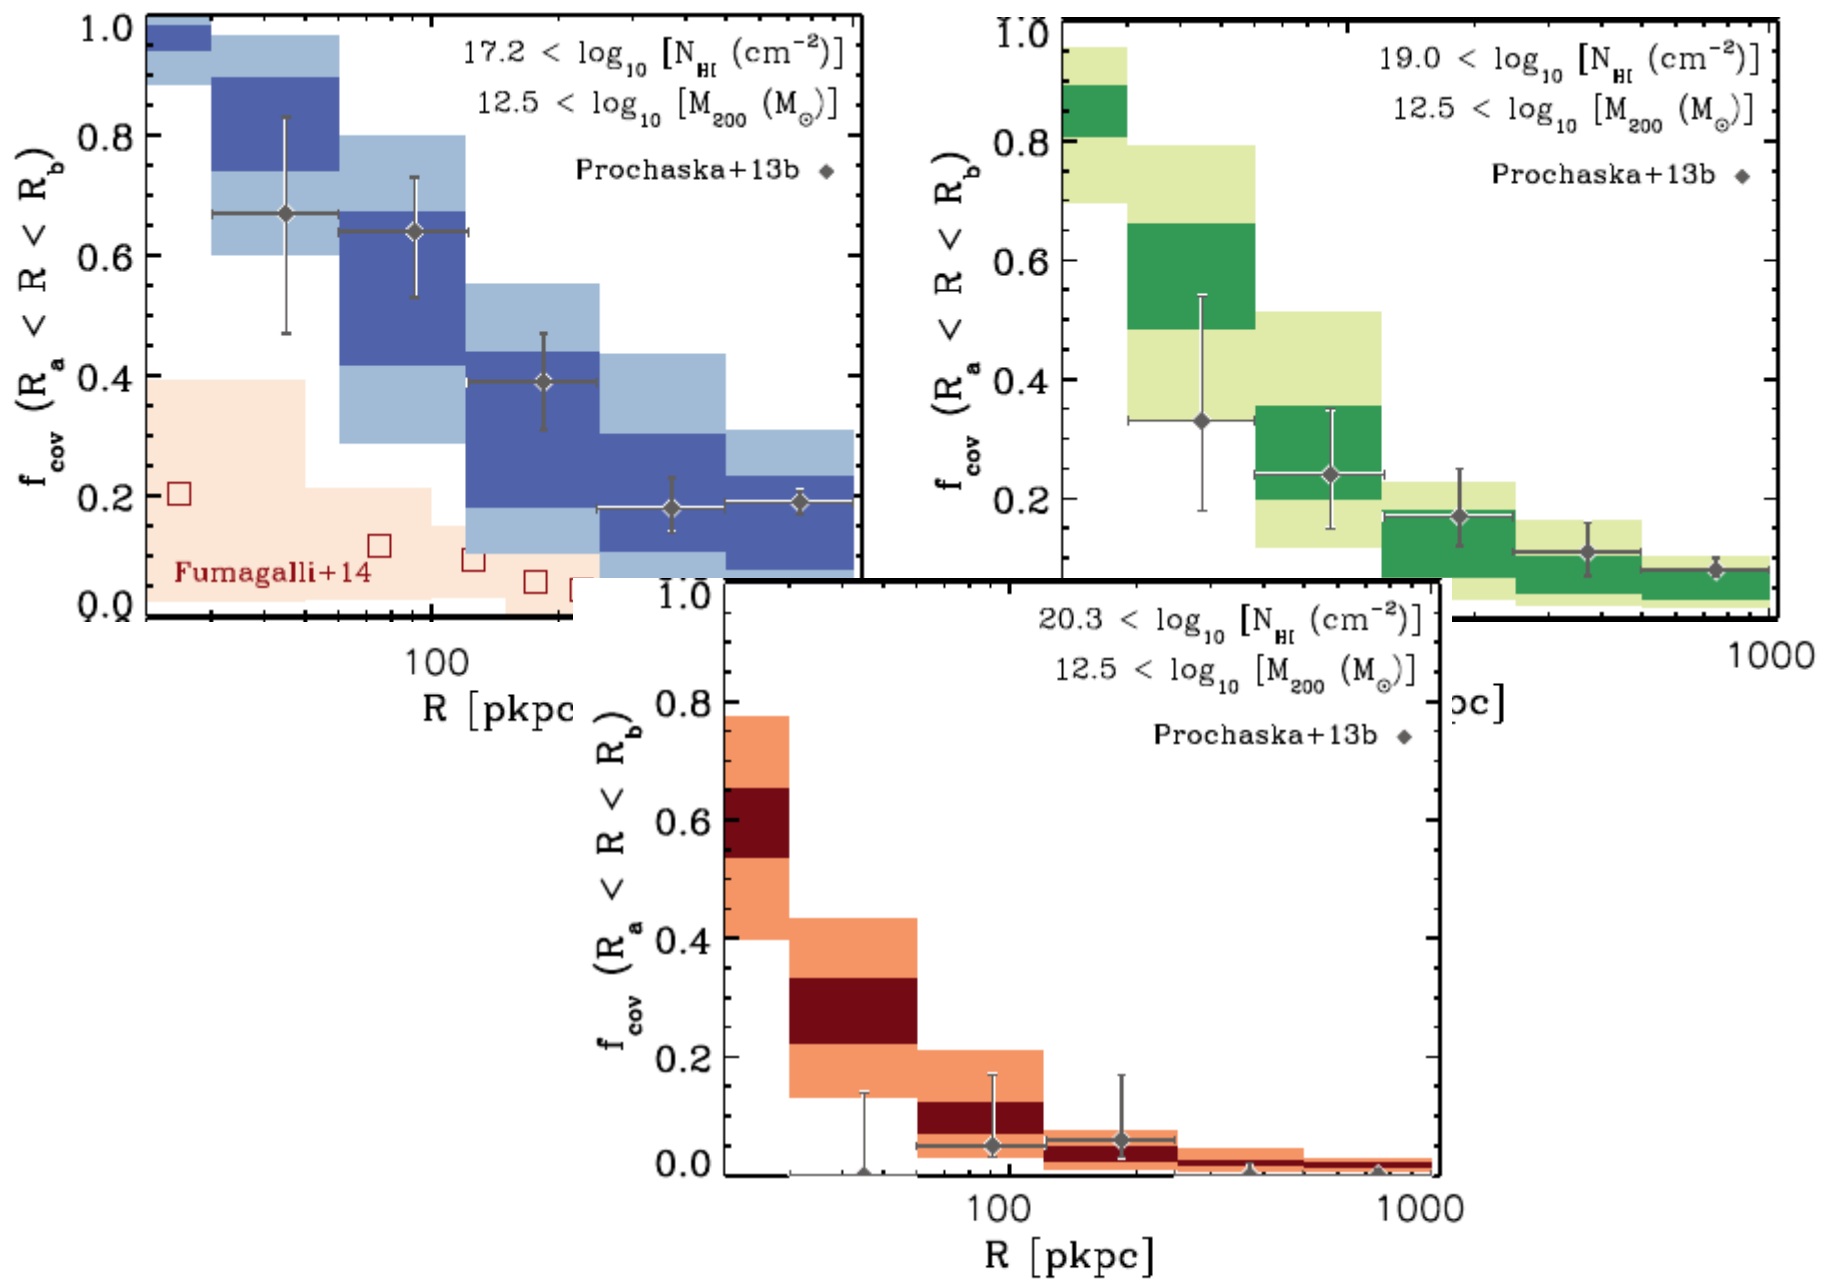 1.0
0.8
0.6
0.4
0.2
0.0
f_cov (R_a < R < R_b)
17.2 < log_10 [N_HI (cm^-2)]
12.5 < log_10 [M_200 (M_⊙)]
Prochaska+13b
Fumagalli+14
100
R [pkpc
1.0
0.8
0.6
0.4
0.2
f_cov (R_a < R < R_b)
19.0 < log_10 [N_HI (cm^-2)]
12.5 < log_10 [M_200 (M_⊙)]
Prochaska+13b
1000
pc]
1.0
0.8
0.6
0.4
0.2
0.0
f_cov (R_a < R < R_b)
20.3 < log_10 [N_HI (cm^-2)]
12.5 < log_10 [M_200 (M_⊙)]
Prochaska+13b
100
1000
R [pkpc]